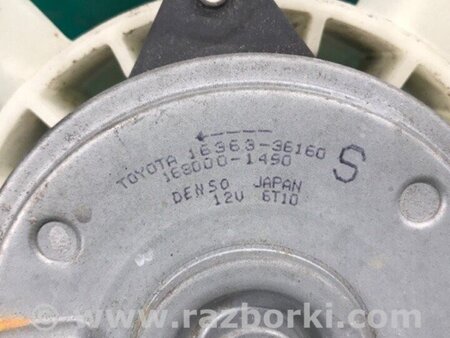 TOYOTA 16363-36160
168000-1490 S
DENSO JAPAN
12V 6T10
www.razborki.com